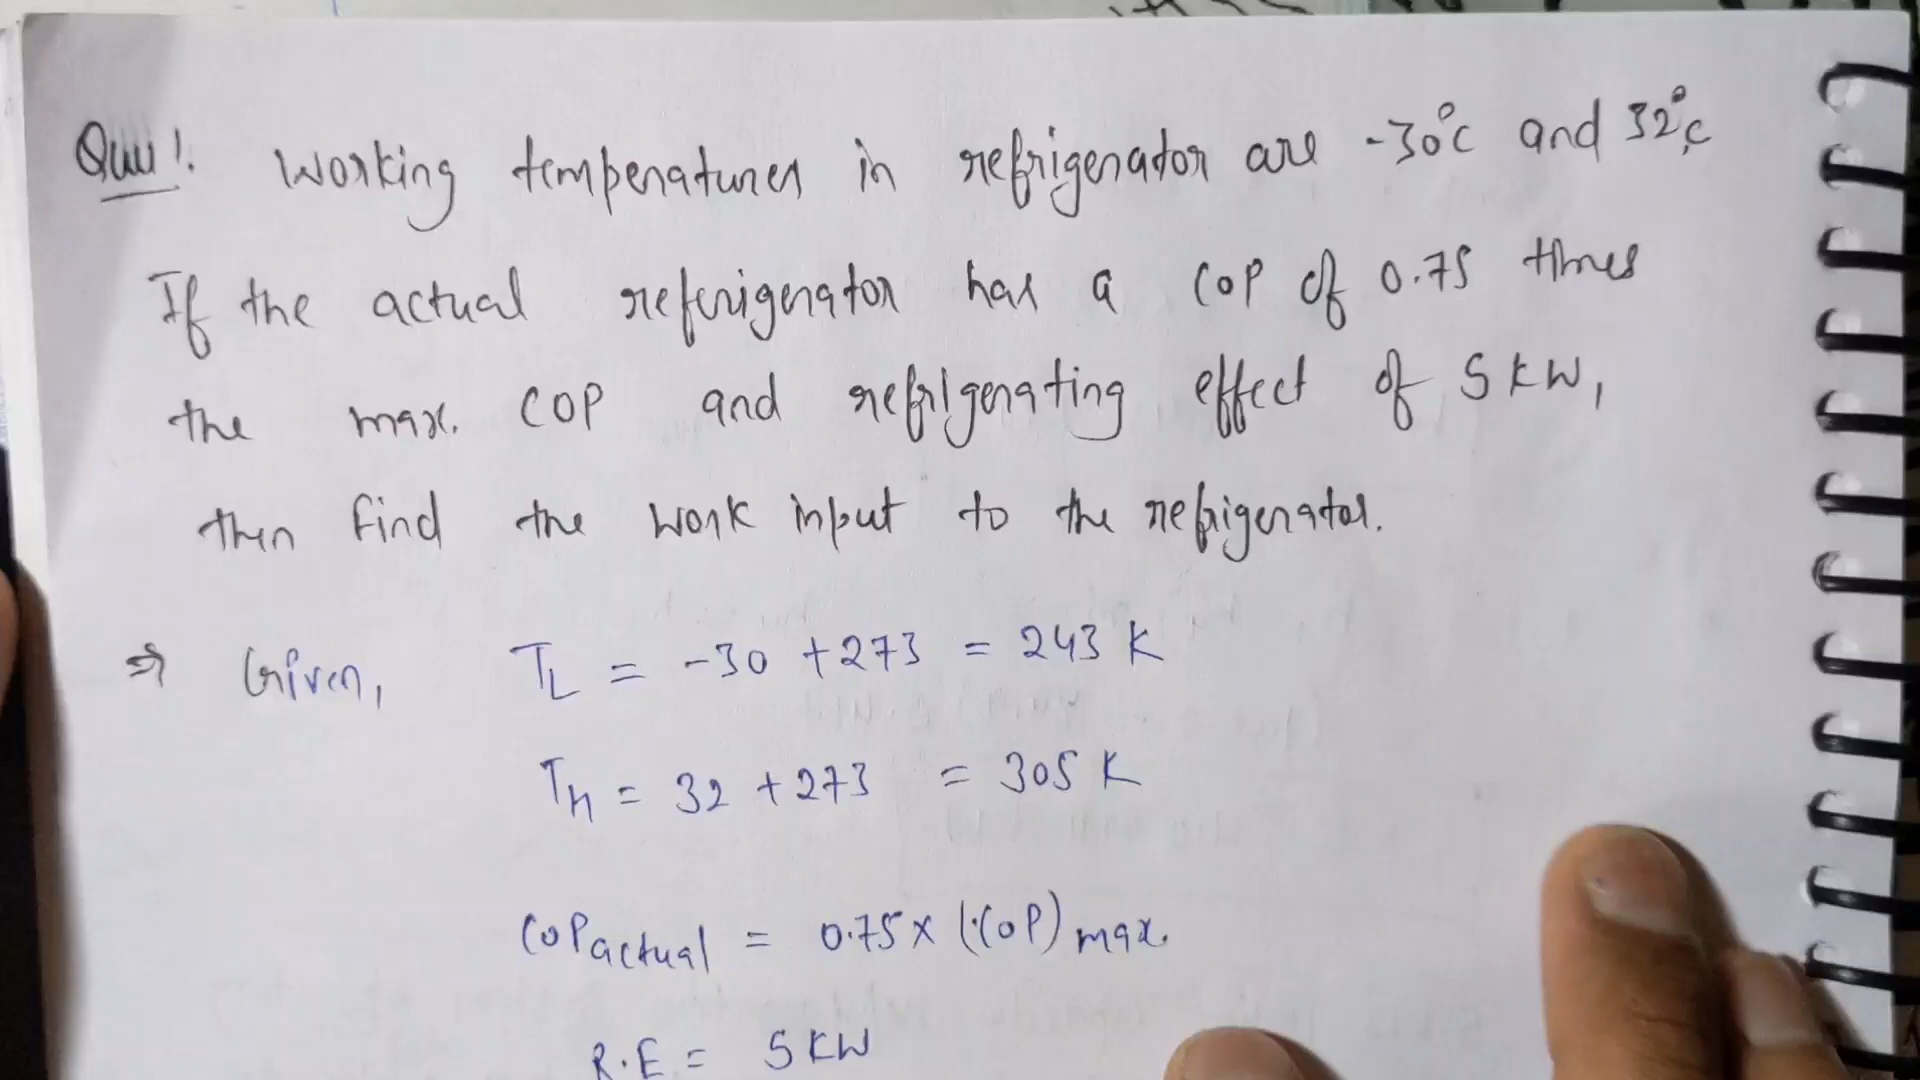 Que 1. Working temperatures in refrigerator are -30°C and 32°C
If the actual refrigerator has a COP of 0.75 times
the max. COP and refrigerating effect of 5 kW,
then find the work input to the refrigerator.
⇒ Given, TL = -30 + 273 = 243 K
TH = 32 + 273 = 305 K
COP actual = 0.75 × (COP) max.
R.E = 5 KW